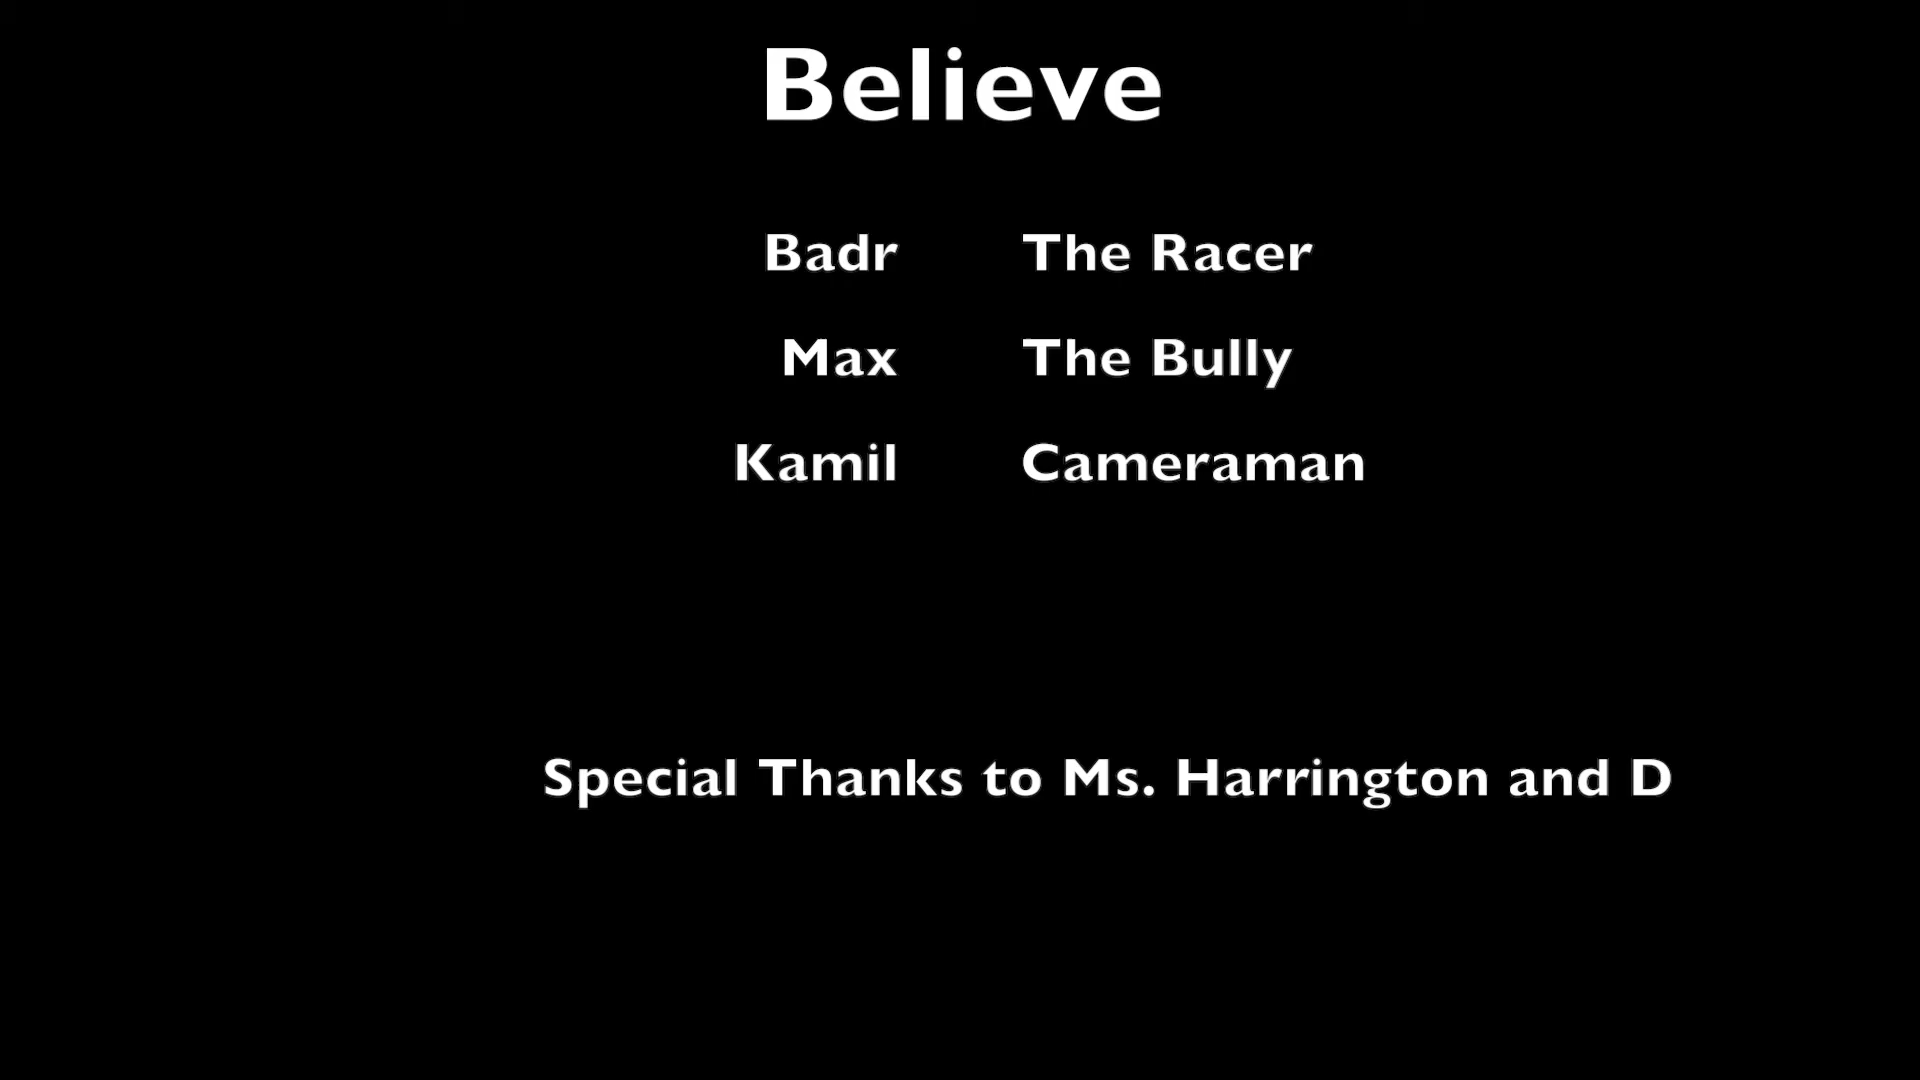 Believe
Badr The Racer
Max The Bully
Kamil Cameraman
Special Thanks to Ms. Harrington and D